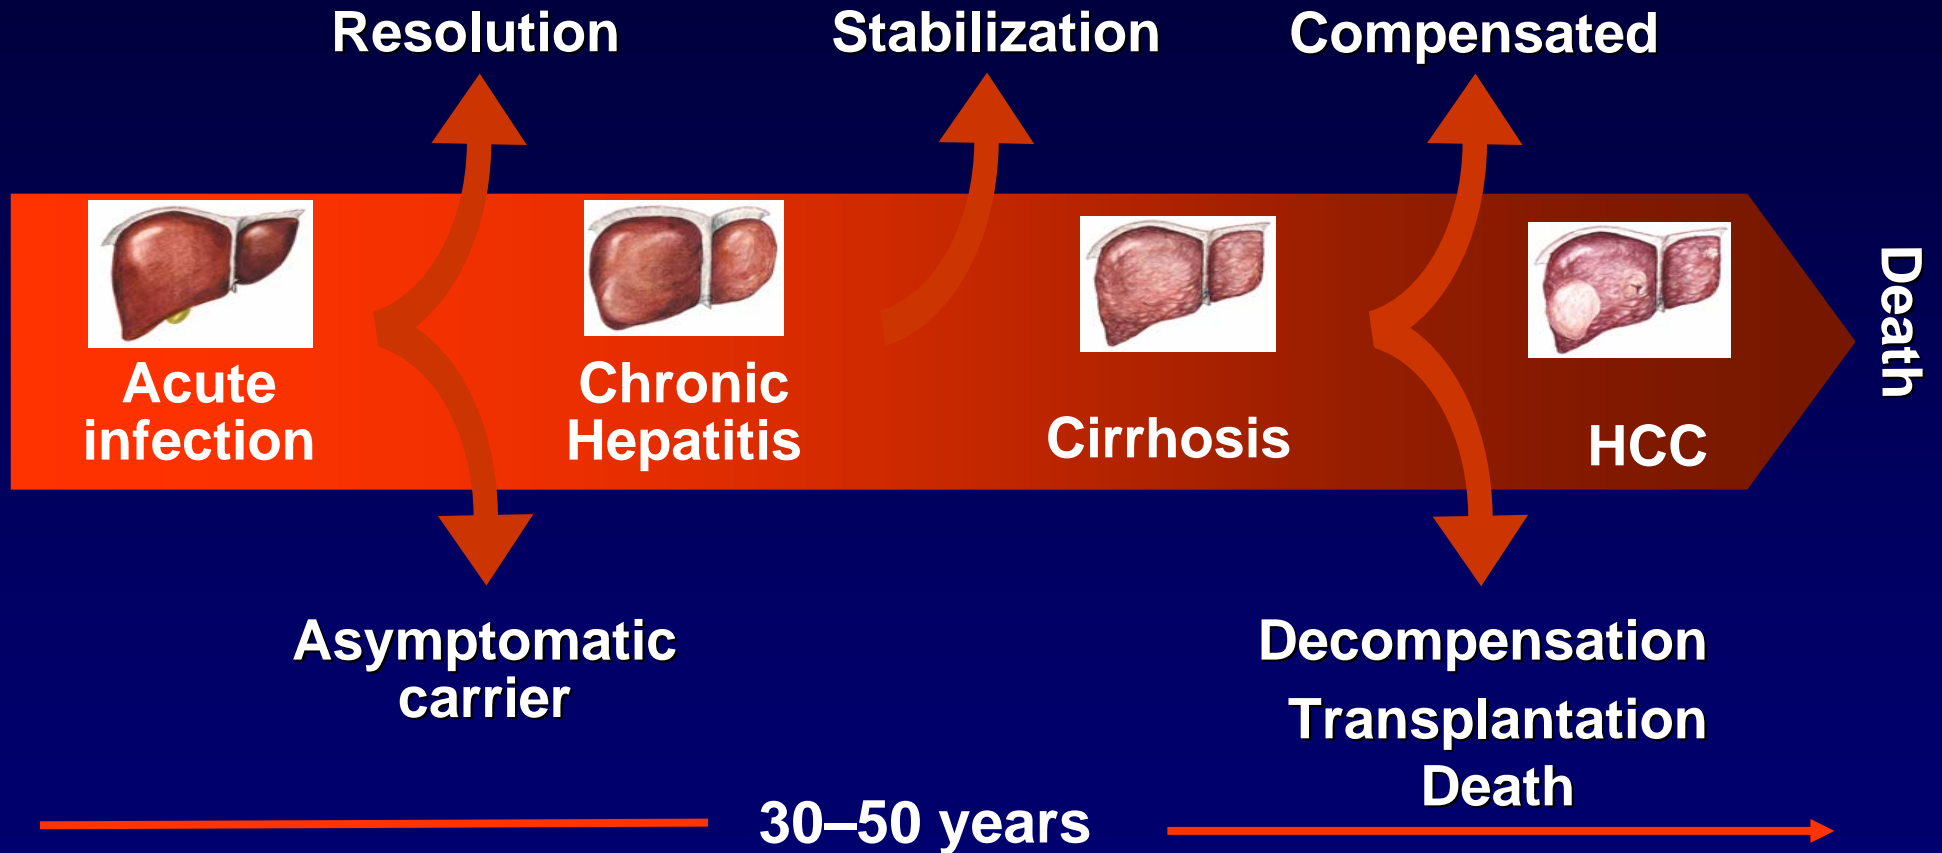 Resolution
Stabilization
Compensated
Acute
infection
Chronic
Hepatitis
Cirrhosis
HCC
Death
Asymptomatic
carrier
Decompensation
Transplantation
Death
30–50 years